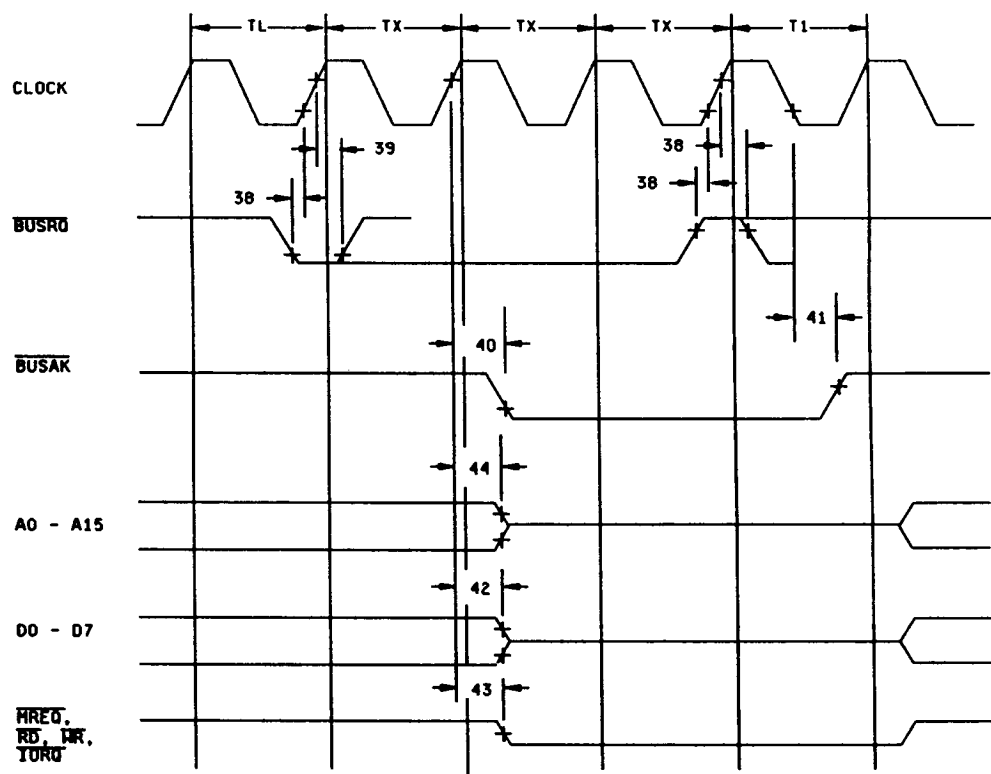 TL TX TX TX T1
CLOCK
39
38
38
38
BUSRQ
41
40
BUSAK
44
A0 - A15
42
D0 - D7
43
MREQ,
RD, WR,
IORQ